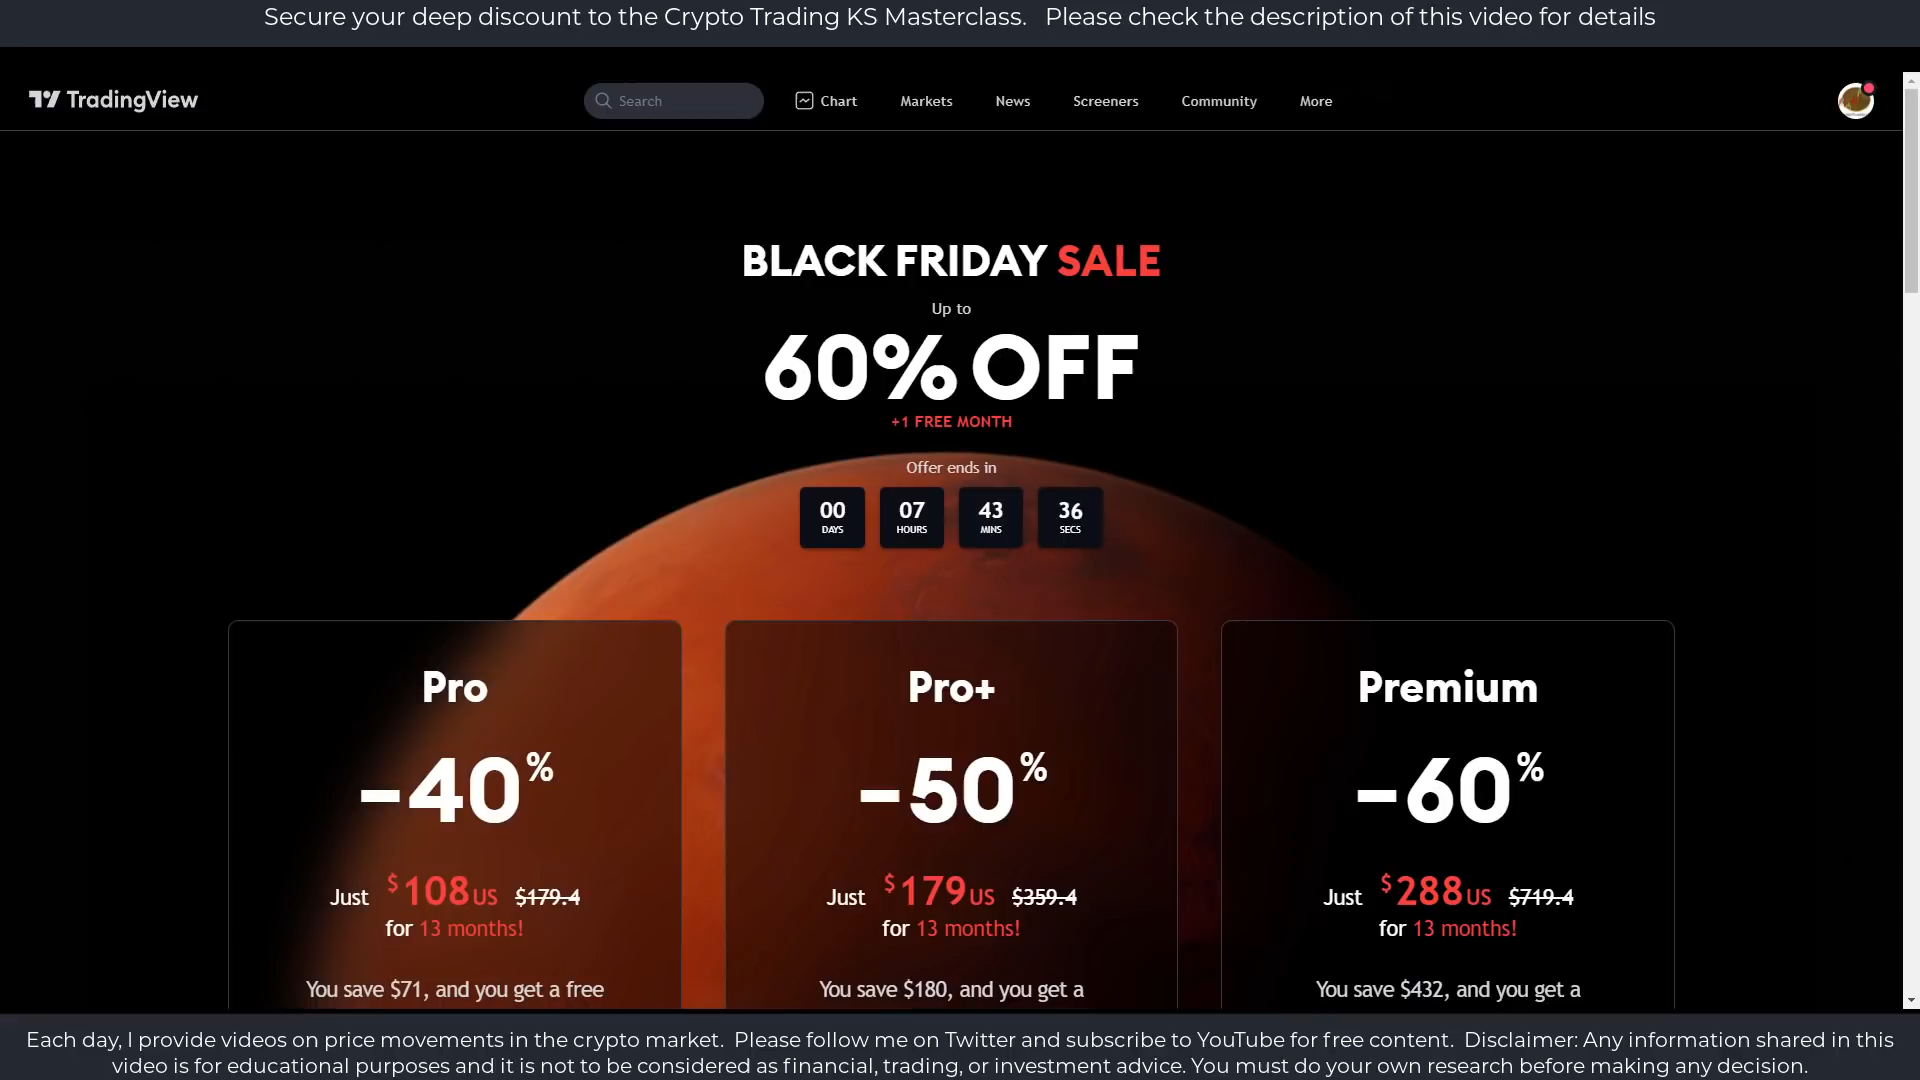 Secure your deep discount to the Crypto Trading KS Masterclass. Please check the description of this video for details
TradingView
Search
Chart
Markets
News
Screeners
Community
More
BLACK FRIDAY SALE
Up to
60% OFF
+1 FREE MONTH
Offer ends in
00 07 43 36
DAYS HOURS MINS SECS
Pro
-40%
Just $108 US $179.4
for 13 months!
You save $71, and you get a free
Pro+
-50%
Just $179 US $359.4
for 13 months!
You save $180, and you get a
Premium
-60%
Just $288 US $719.4
for 13 months!
You save $432, and you get a
Each day, I provide videos on price movements in the crypto market. Please follow me on Twitter and subscribe to YouTube for free content. Disclaimer: Any information shared in this
video is for educational purposes and it is not to be considered as financial, trading, or investment advice. You must do your own research before making any decision.